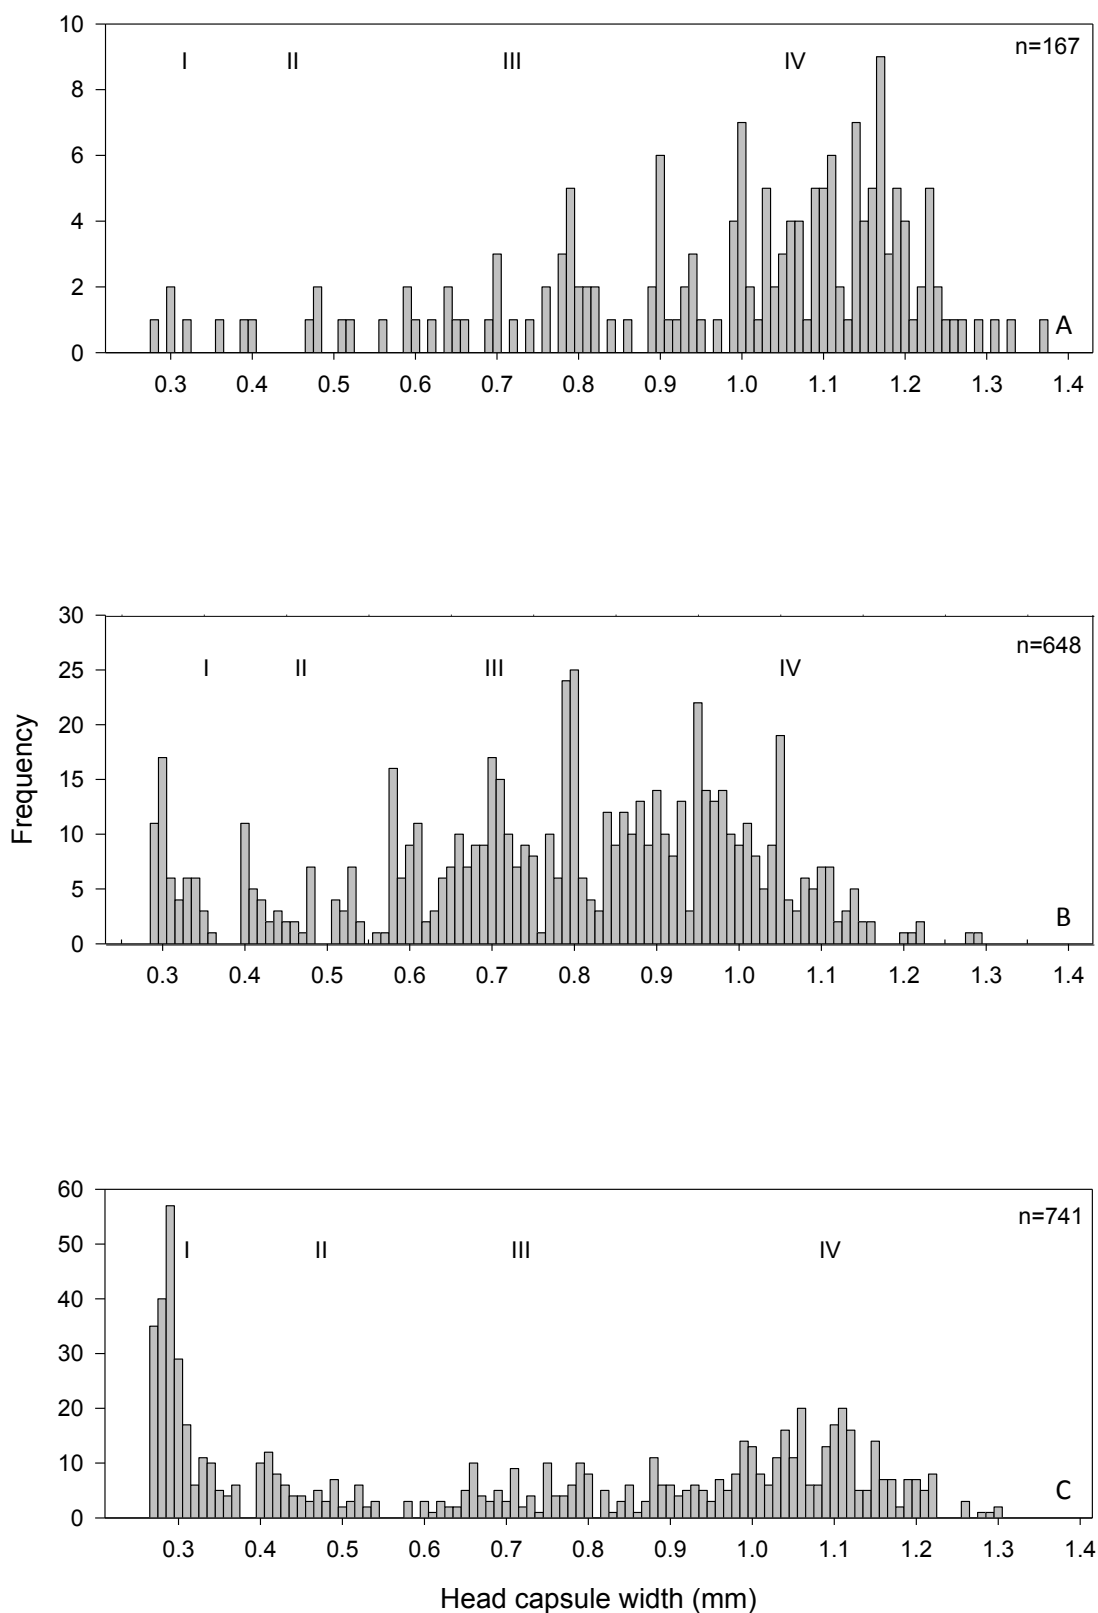 10
I II III IV n=167
8
6
4
2
A
0
0.3 0.4 0.5 0.6 0.7 0.8 0.9 1.0 1.1 1.2 1.3 1.4
30
n=648
I II III IV
25
20
15
10
5
B
0
0.3 0.4 0.5 0.6 0.7 0.8 0.9 1.0 1.1 1.2 1.3 1.4
Frequency
60
n=741
50
I II III IV
40
30
20
10
C
0
0.3 0.4 0.5 0.6 0.7 0.8 0.9 1.0 1.1 1.2 1.3 1.4
Head capsule width (mm)